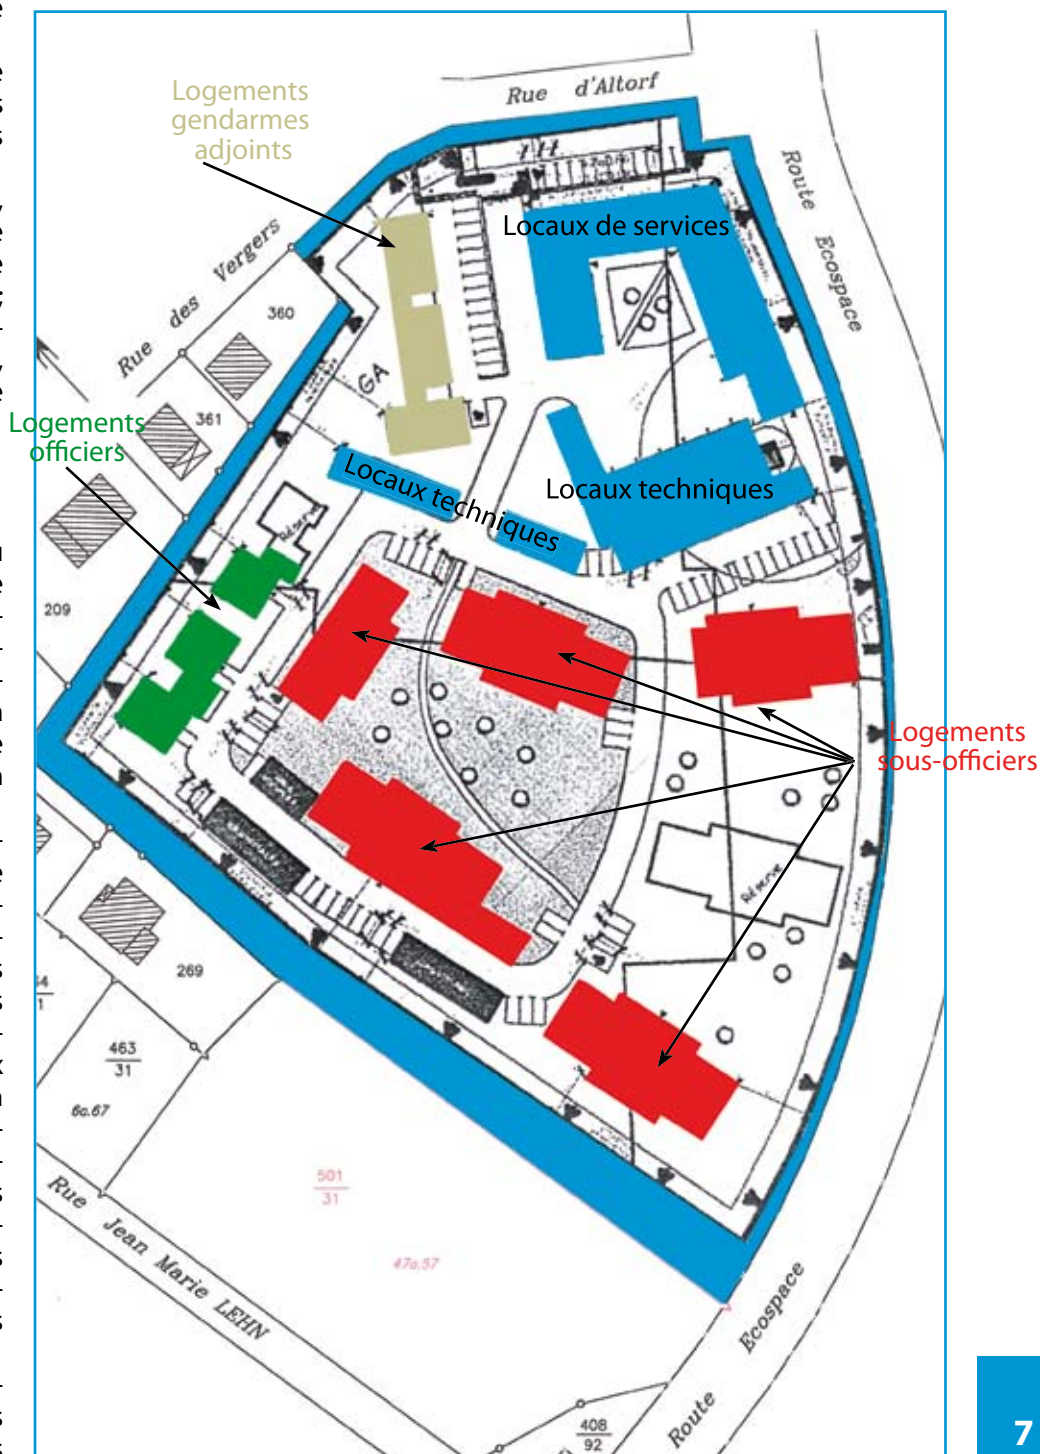 Rue d'Altorf
Logements
gendarmes
adjoints
Route Ecospace
Locaux de services
Rue des Vergers
360
GA
361
Logements
officiers
Locaux techniques
Locaux techniques
Réserve
209
Logements
sous-officiers
Réserve
269
463
31
6a.67
501
31
47a.57
Rue Jean Marie LEHN
Route Ecospace
408
92
7